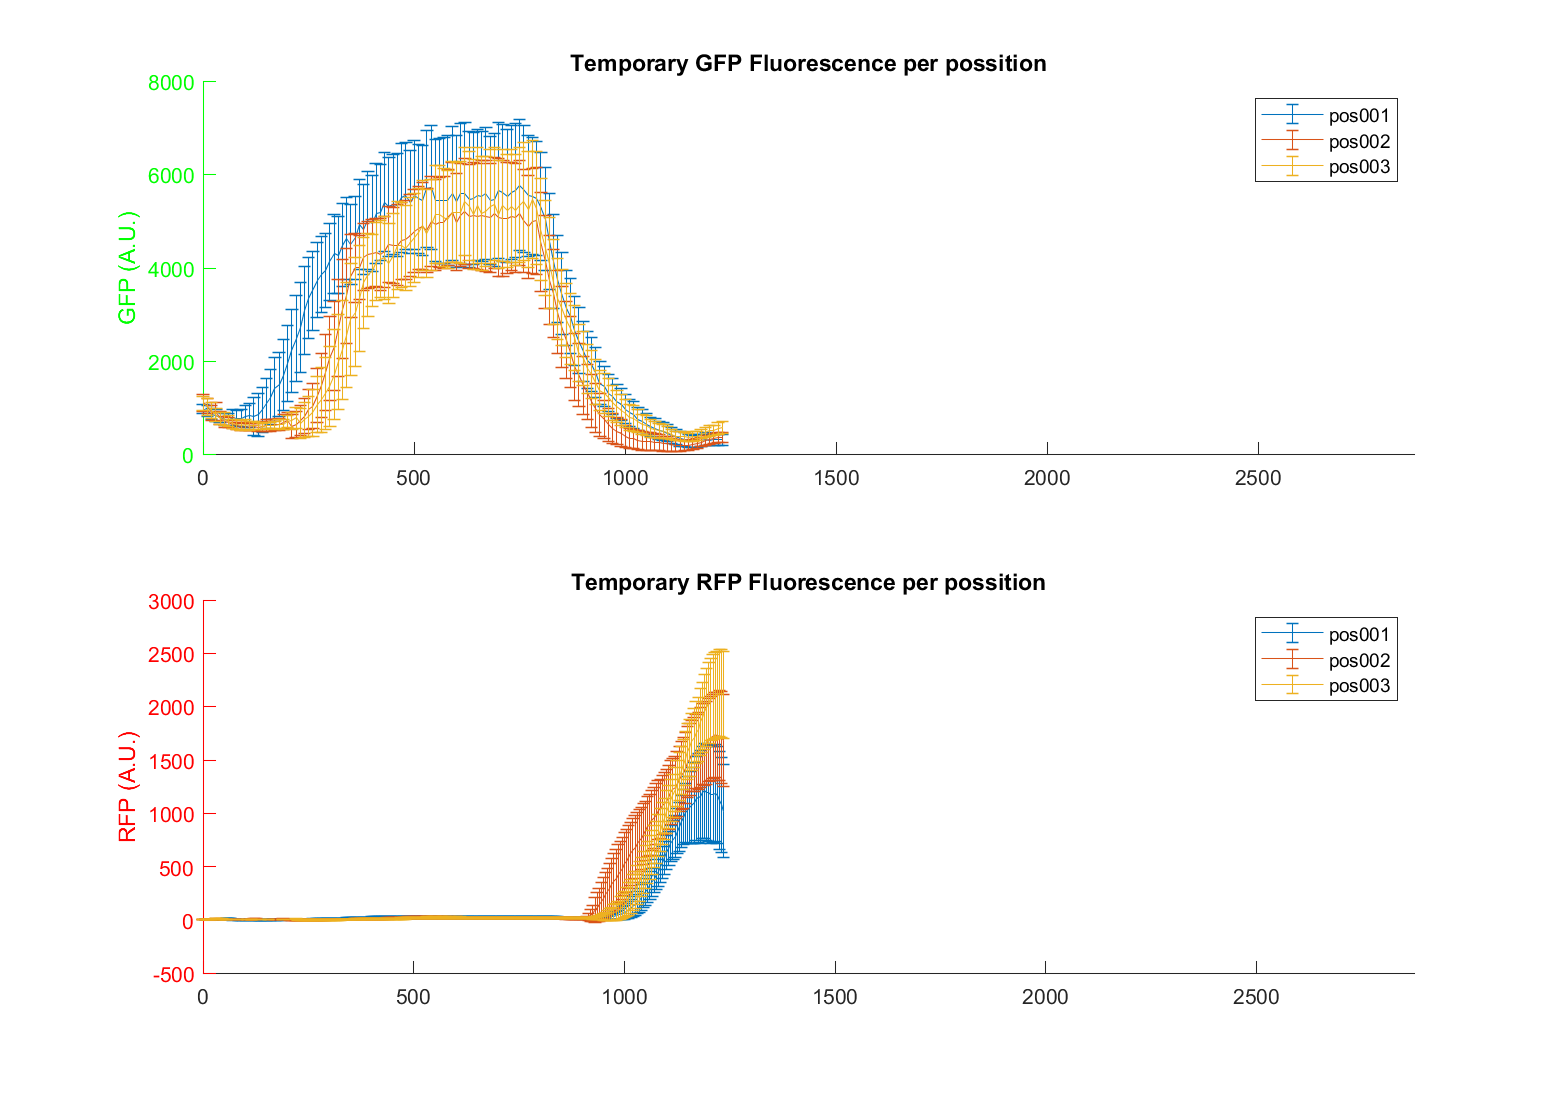 Temporary GFP Fluorescence per possition
8000
6000
4000
2000
0
GFP (A.U.)
0 500 1000 1500 2000 2500
pos001
pos002
pos003
Temporary RFP Fluorescence per possition
3000
2500
2000
1500
1000
500
0
-500
RFP (A.U.)
0 500 1000 1500 2000 2500
pos001
pos002
pos003